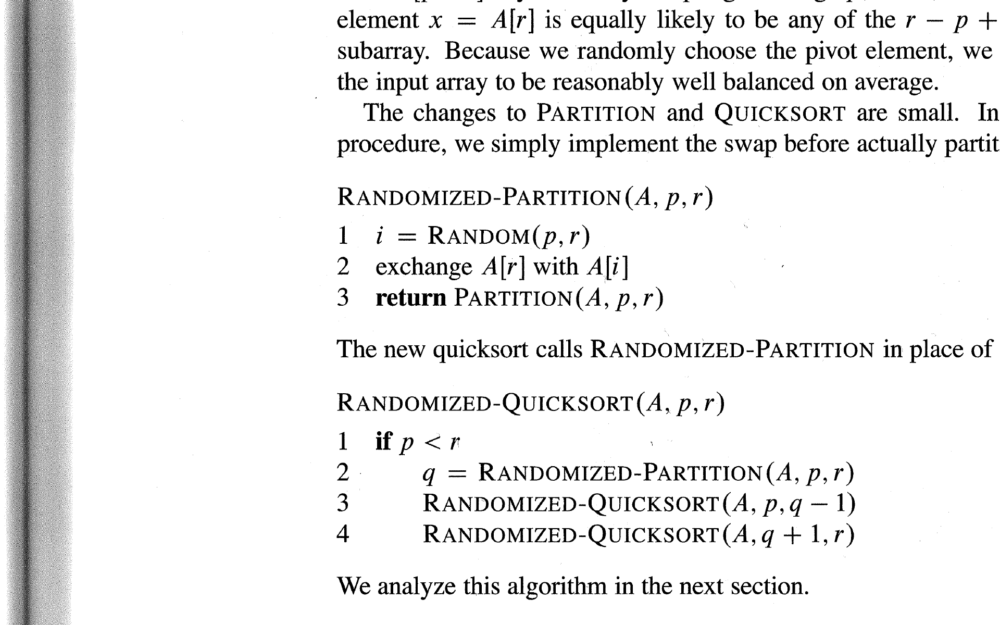 element x = A[r] is equally likely to be any of the r − p +
subarray. Because we randomly choose the pivot element, we
the input array to be reasonably well balanced on average.
The changes to PARTITION and QUICKSORT are small. In
procedure, we simply implement the swap before actually partit
RANDOMIZED-PARTITION(A, p, r)
1 i = RANDOM(p, r)
2 exchange A[r] with A[i]
3 return PARTITION(A, p, r)
The new quicksort calls RANDOMIZED-PARTITION in place of
RANDOMIZED-QUICKSORT(A, p, r)
1 if p < r
2 q = RANDOMIZED-PARTITION(A, p, r)
3 RANDOMIZED-QUICKSORT(A, p, q − 1)
4 RANDOMIZED-QUICKSORT(A, q + 1, r)
We analyze this algorithm in the next section.